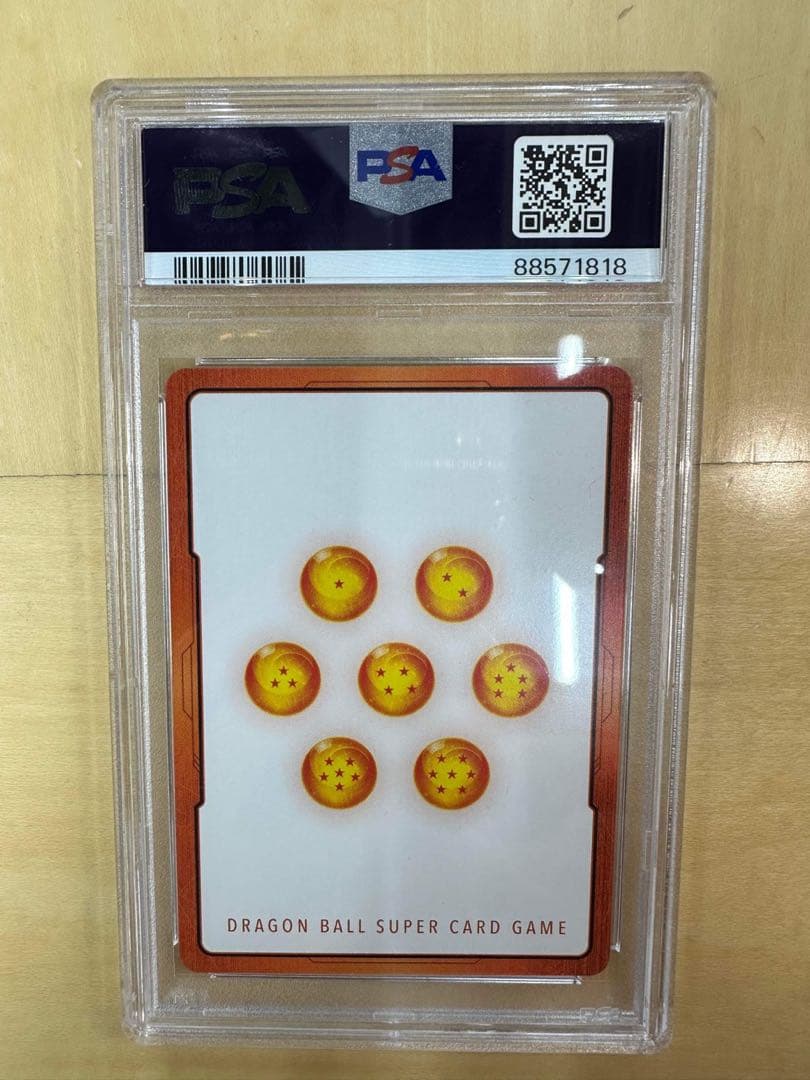 PSA
PSA
88571818
DRAGON BALL SUPER CARD GAME